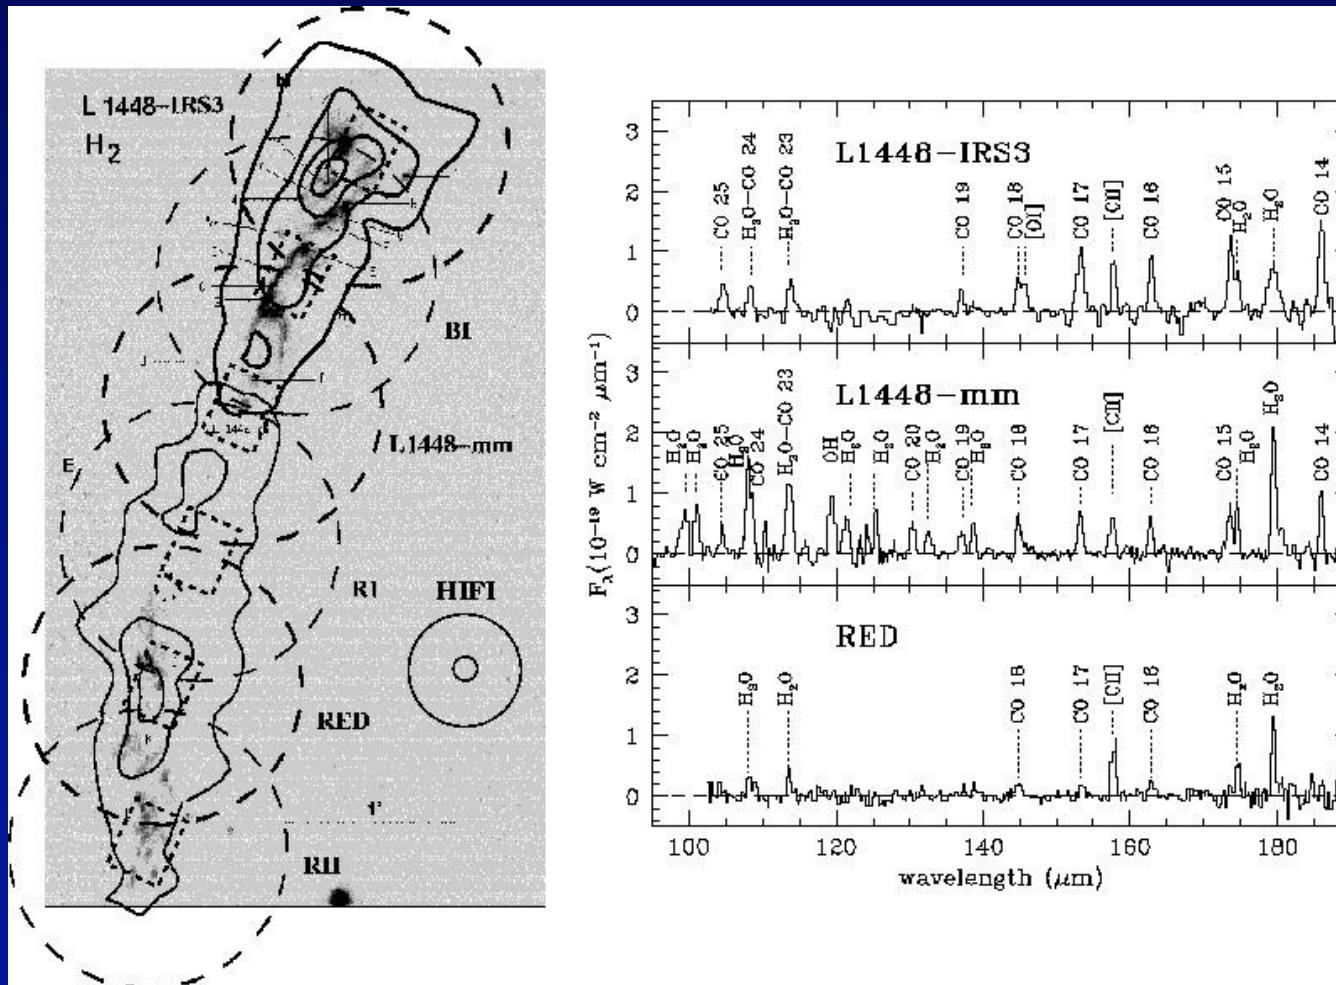 L 1448-IRS3
H₂
BI
L1448-mm
E
R1
HIFI
RED
1'
RII
F_λ(10⁻¹⁹ W cm⁻² μm⁻¹)
3
2
1
0
L1448-IRS3
CO 25
H₂O-CO 24
H₂O-CO 23
CO 19
CO 18
[OI]
CO 17
[CII]
CO 16
CO 15
H₂O
H₂O
CO 14
3
2
1
0
L1448-mm
H₂O
H₂O
CO 25
H₂O
CO 24
H₂O-CO 23
OH
H₂O
H₂O
CO 20
H₂O
CO 19
H₂O
CO 18
CO 17
[CII]
CO 16
CO 15
H₂O
H₂O
CO 14
3
2
1
0
RED
H₂O
H₂O
CO 18
CO 17
[CII]
CO 16
H₂O
H₂O
100 120 140 160 180
wavelength (μm)